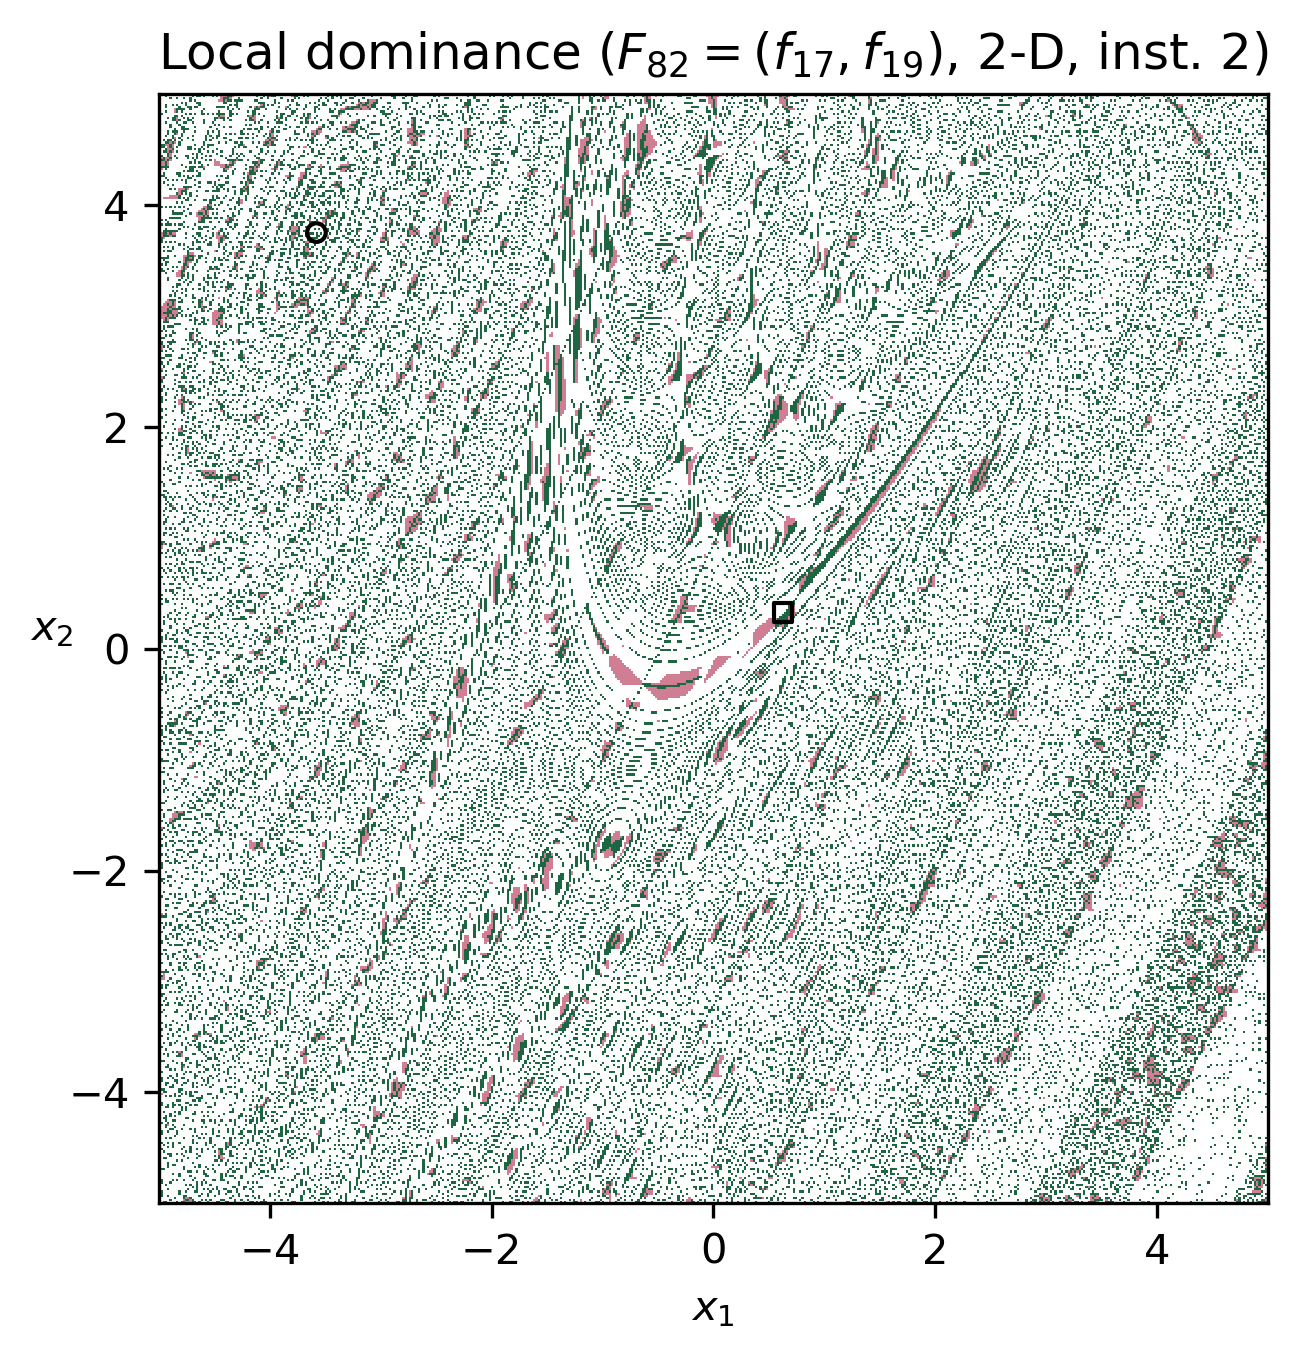 Local dominance (F₈₂ = (f₁₇, f₁₉), 2-D, inst. 2)
4
2
x₂
0
−2
−4
−4 −2 0 2 4
x₁